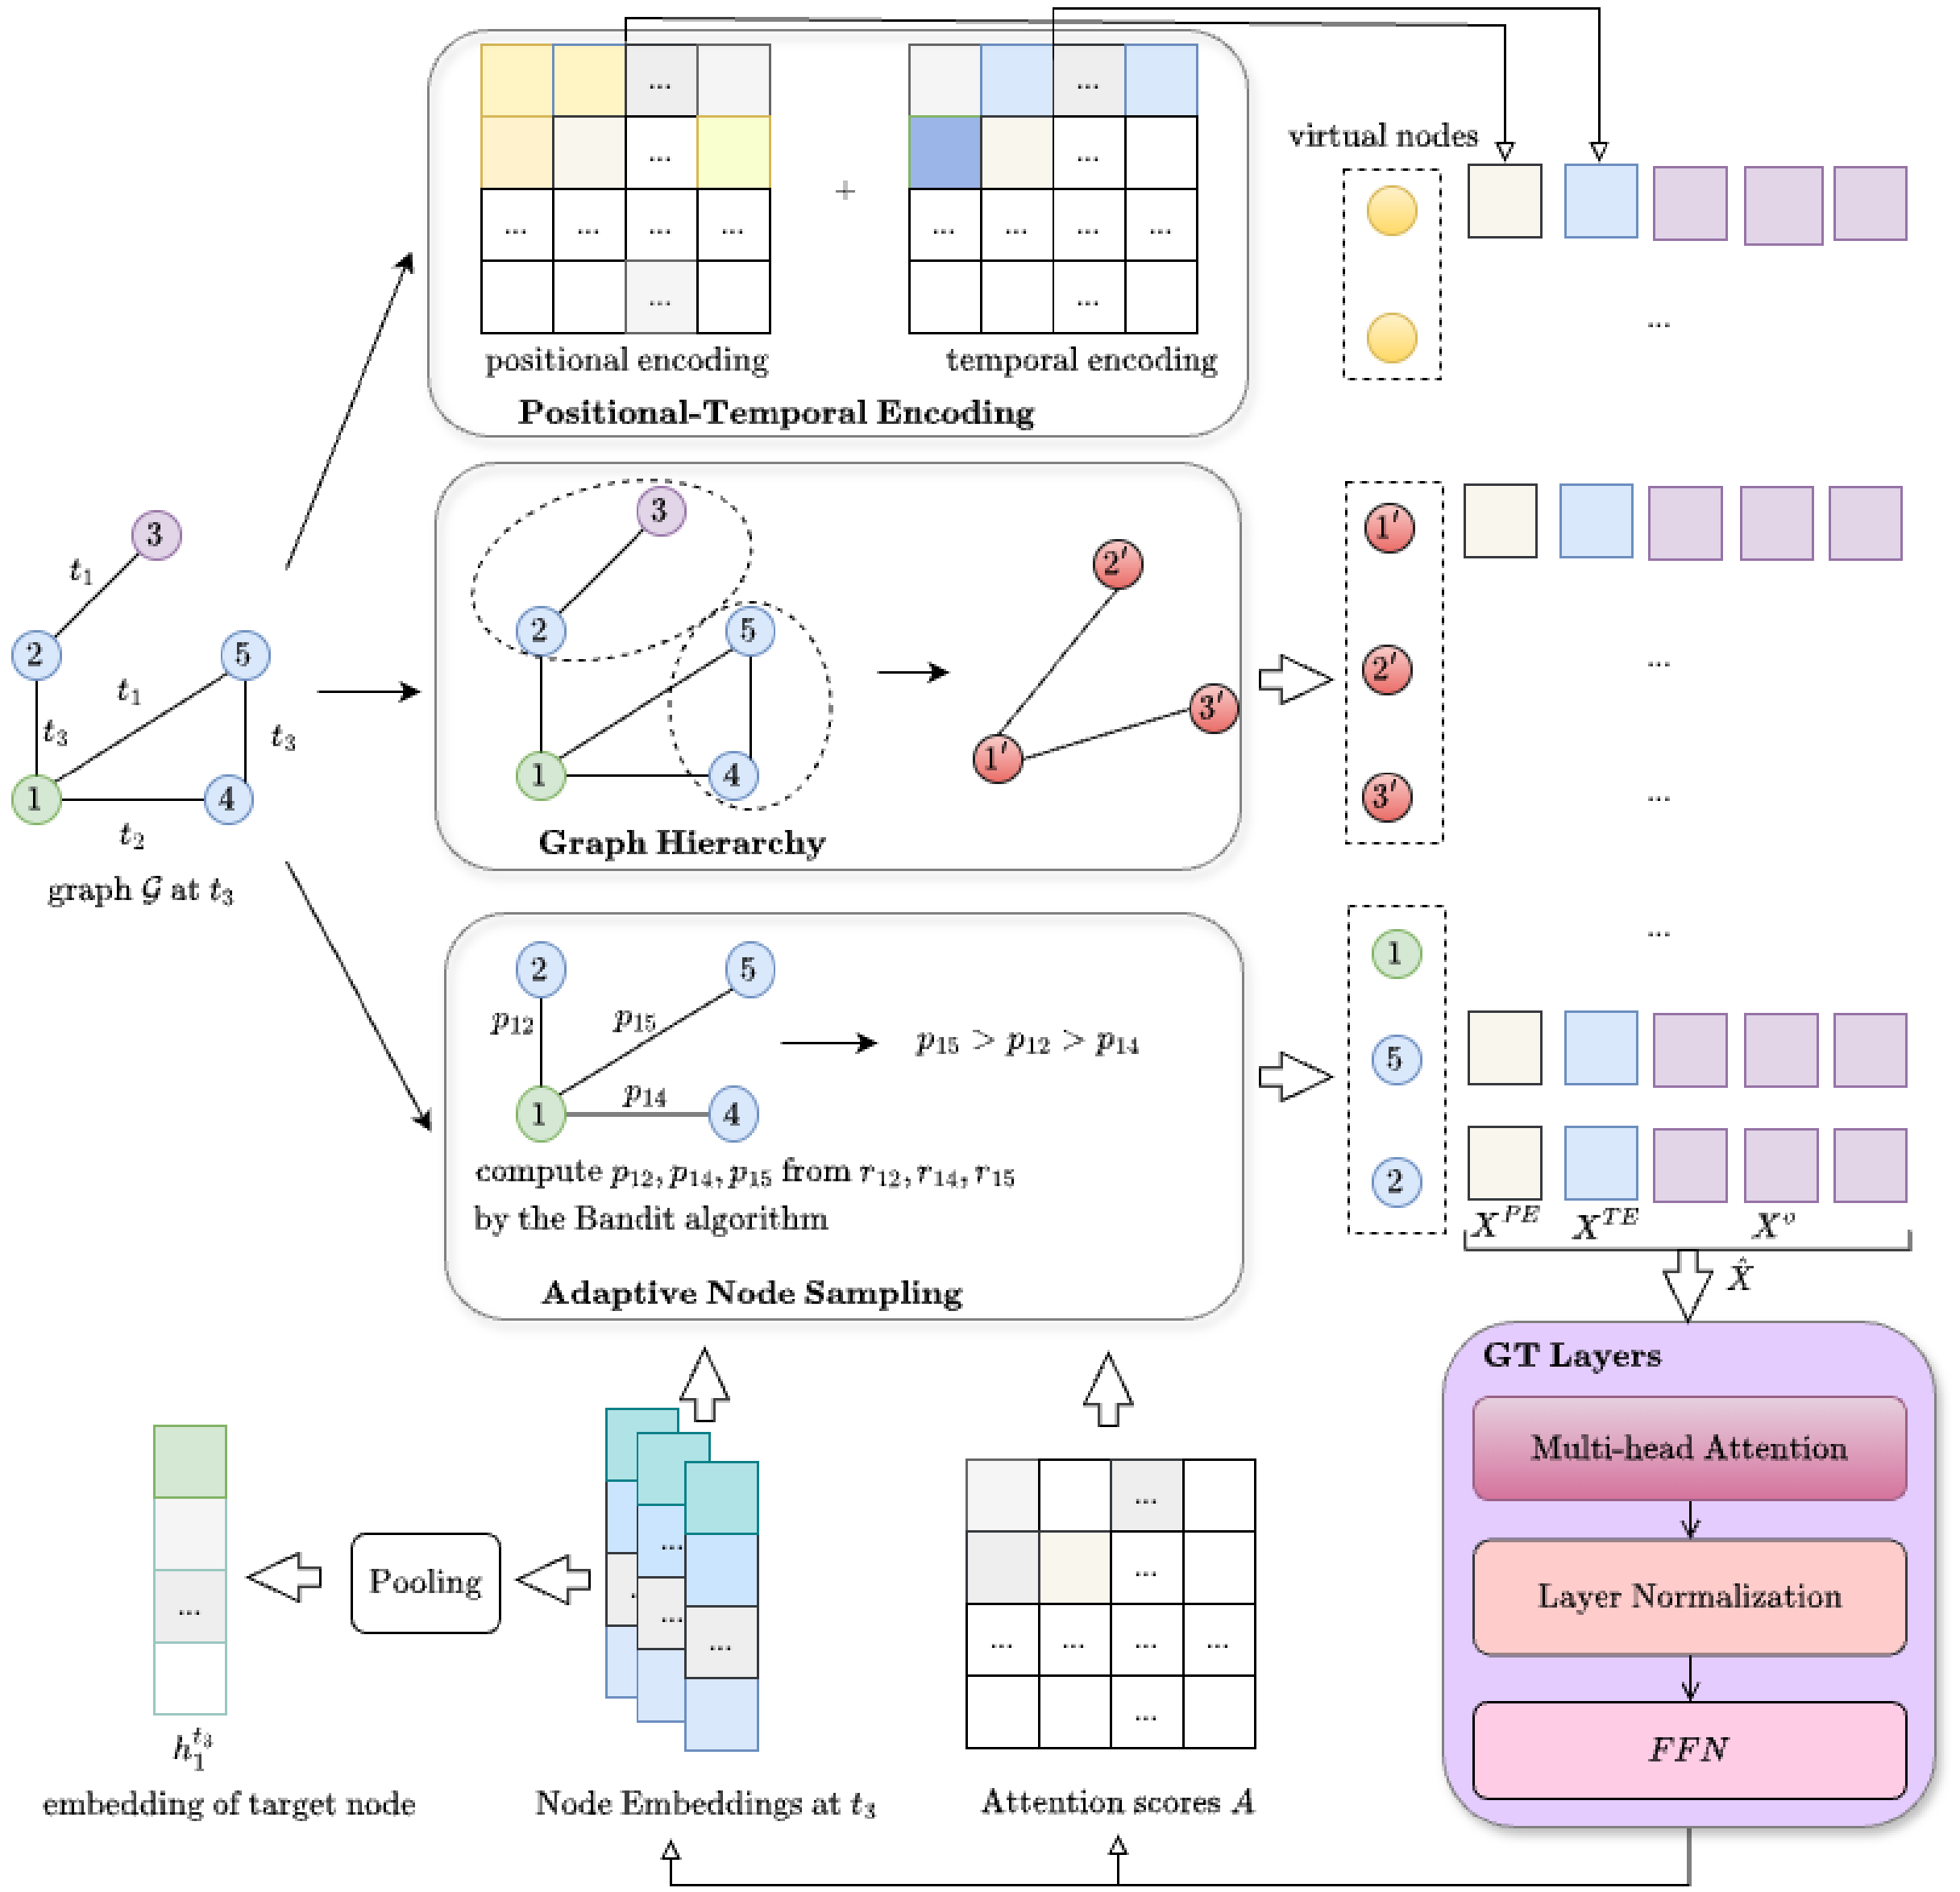 ... ...
... ...
... ... ... ... ... ... ... ...
... ...
+
virtual nodes
...
positional encoding temporal encoding
Positional-Temporal Encoding
3
t₁
2
5
t₁
t₃
t₃
1
4
t₂
graph 𝒢 at t₃
3
2
5
1
4
2′
3′
1′
Graph Hierarchy
1′
2′ ...
3′ ...
2
5
p₁₂
p₁₅
p₁₅ > p₁₂ > p₁₄
1
p₁₄
4
compute p₁₂, p₁₄, p₁₅ from r₁₂, r₁₄, r₁₅
by the Bandit algorithm
Adaptive Node Sampling
1 ...
5
2
X^{PE} X^{TE} X^{o}
X̂
GT Layers
Multi-head Attention
Layer Normalization
FFN
...
h₁^{t₃}
embedding of target node
Pooling
...
. ... ...
Node Embeddings at t₃
...
...
... ... ... ...
...
Attention scores A